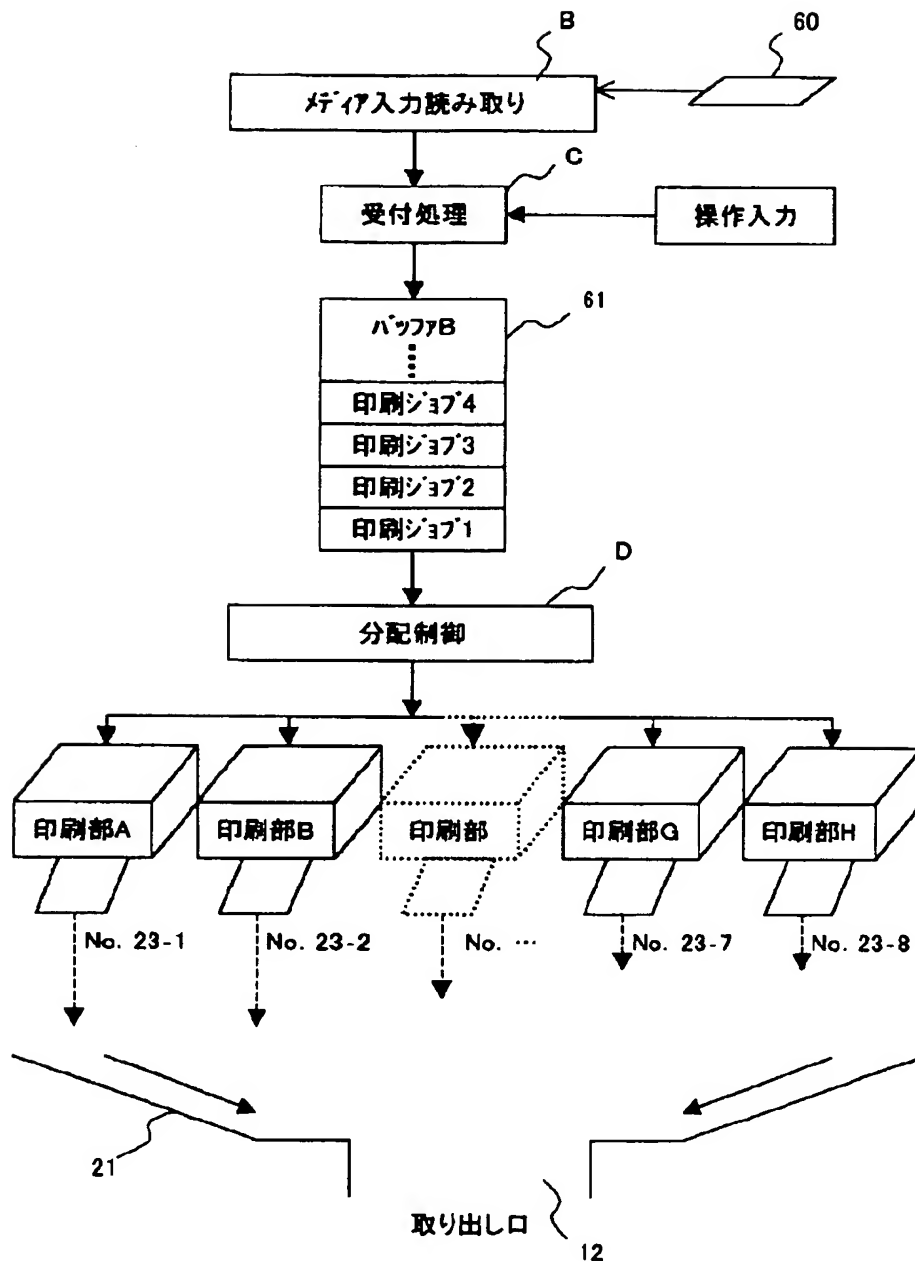 B
60
メディア入力読み取り
C
受付処理
操作入力
61
バッファB
印刷ジョブ4
印刷ジョブ3
印刷ジョブ2
印刷ジョブ1
D
分配制御
印刷部A
印刷部B
印刷部
印刷部G
印刷部H
No. 23-1
No. 23-2
No. …
No. 23-7
No. 23-8
21
取り出し口
12